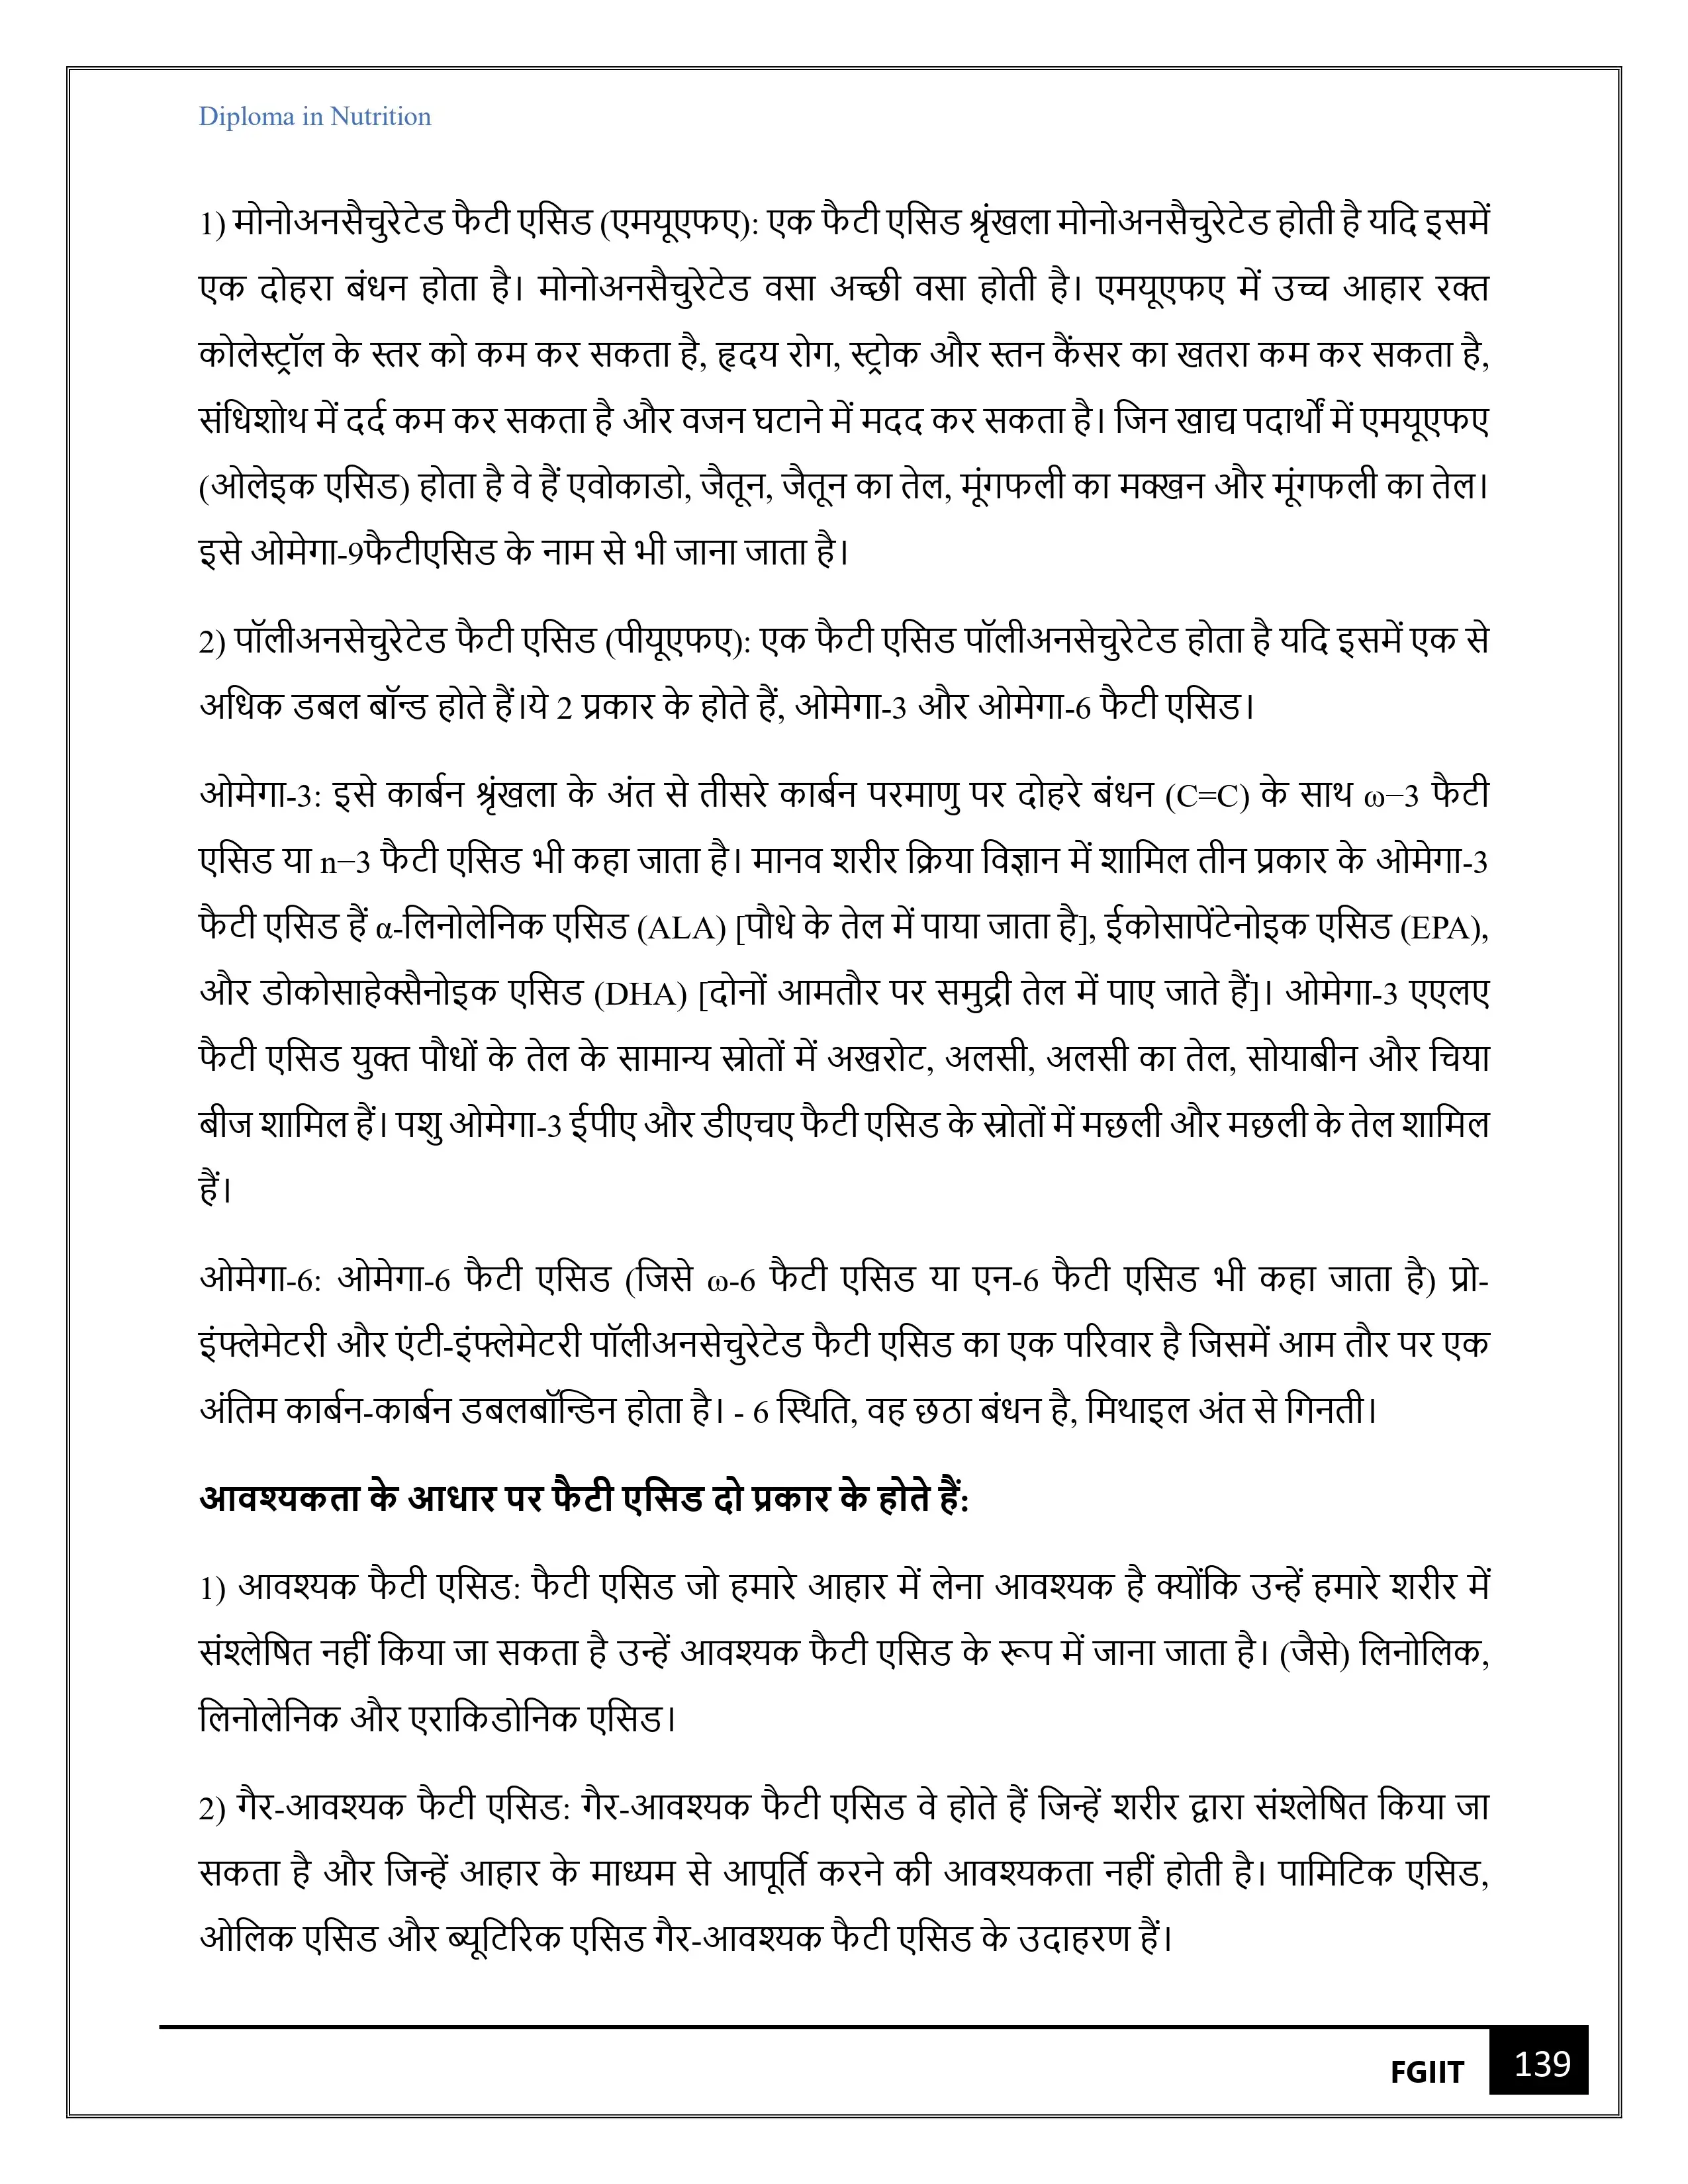 Diploma in Nutrition
1) मोनोअनसैचुरेटेड फैटी एसिड (एमयूएफए): एक फैटी एसिड श्रृंखला मोनोअनसैचुरेटेड होती है यदि इसमें
एक दोहरा बंधन होता है। मोनोअनसैचुरेटेड वसा अच्छी वसा होती है। एमयूएफए में उच्च आहार रक्त
कोलेस्ट्रॉल के स्तर को कम कर सकता है, हृदय रोग, स्ट्रोक और स्तन कैंसर का खतरा कम कर सकता है,
संधिशोथ में दर्द कम कर सकता है और वजन घटाने में मदद कर सकता है। जिन खाद्य पदार्थों में एमयूएफए
(ओलेइक एसिड) होता है वे हैं एवोकाडो, जैतून, जैतून का तेल, मूंगफली का मक्खन और मूंगफली का तेल।
इसे ओमेगा-9फैटीएसिड के नाम से भी जाना जाता है।
2) पॉलीअनसेचुरेटेड फैटी एसिड (पीयूएफए): एक फैटी एसिड पॉलीअनसेचुरेटेड होता है यदि इसमें एक से
अधिक डबल बॉन्ड होते हैं।ये 2 प्रकार के होते हैं, ओमेगा-3 और ओमेगा-6 फैटी एसिड।
ओमेगा-3: इसे कार्बन श्रृंखला के अंत से तीसरे कार्बन परमाणु पर दोहरे बंधन (C=C) के साथ ω−3 फैटी
एसिड या n−3 फैटी एसिड भी कहा जाता है। मानव शरीर क्रिया विज्ञान में शामिल तीन प्रकार के ओमेगा-3
फैटी एसिड हैं α-लिनोलेनिक एसिड (ALA) [पौधे के तेल में पाया जाता है], ईकोसापेंटेनोइक एसिड (EPA),
और डोकोसाहेक्सैनोइक एसिड (DHA) [दोनों आमतौर पर समुद्री तेल में पाए जाते हैं]। ओमेगा-3 एएलए
फैटी एसिड युक्त पौधों के तेल के सामान्य स्रोतों में अखरोट, अलसी, अलसी का तेल, सोयाबीन और चिया
बीज शामिल हैं। पशु ओमेगा-3 ईपीए और डीएचए फैटी एसिड के स्रोतों में मछली और मछली के तेल शामिल
हैं।
ओमेगा-6: ओमेगा-6 फैटी एसिड (जिसे ω-6 फैटी एसिड या एन-6 फैटी एसिड भी कहा जाता है) प्रो-
इंफ्लेमेटरी और एंटी-इंफ्लेमेटरी पॉलीअनसेचुरेटेड फैटी एसिड का एक परिवार है जिसमें आम तौर पर एक
अंतिम कार्बन-कार्बन डबलबॉन्डिन होता है। - 6 स्थिति, वह छठा बंधन है, मिथाइल अंत से गिनती।
आवश्यकता के आधार पर फैटी एसिड दो प्रकार के होते हैं:
1) आवश्यक फैटी एसिड: फैटी एसिड जो हमारे आहार में लेना आवश्यक है क्योंकि उन्हें हमारे शरीर में
संश्लेषित नहीं किया जा सकता है उन्हें आवश्यक फैटी एसिड के रूप में जाना जाता है। (जैसे) लिनोलिक,
लिनोलेनिक और एराकिडोनिक एसिड।
2) गैर-आवश्यक फैटी एसिड: गैर-आवश्यक फैटी एसिड वे होते हैं जिन्हें शरीर द्वारा संश्लेषित किया जा
सकता है और जिन्हें आहार के माध्यम से आपूर्ति करने की आवश्यकता नहीं होती है। पामिटिक एसिड,
ओलिक एसिड और ब्यूटिरिक एसिड गैर-आवश्यक फैटी एसिड के उदाहरण हैं।
FGIIT 139